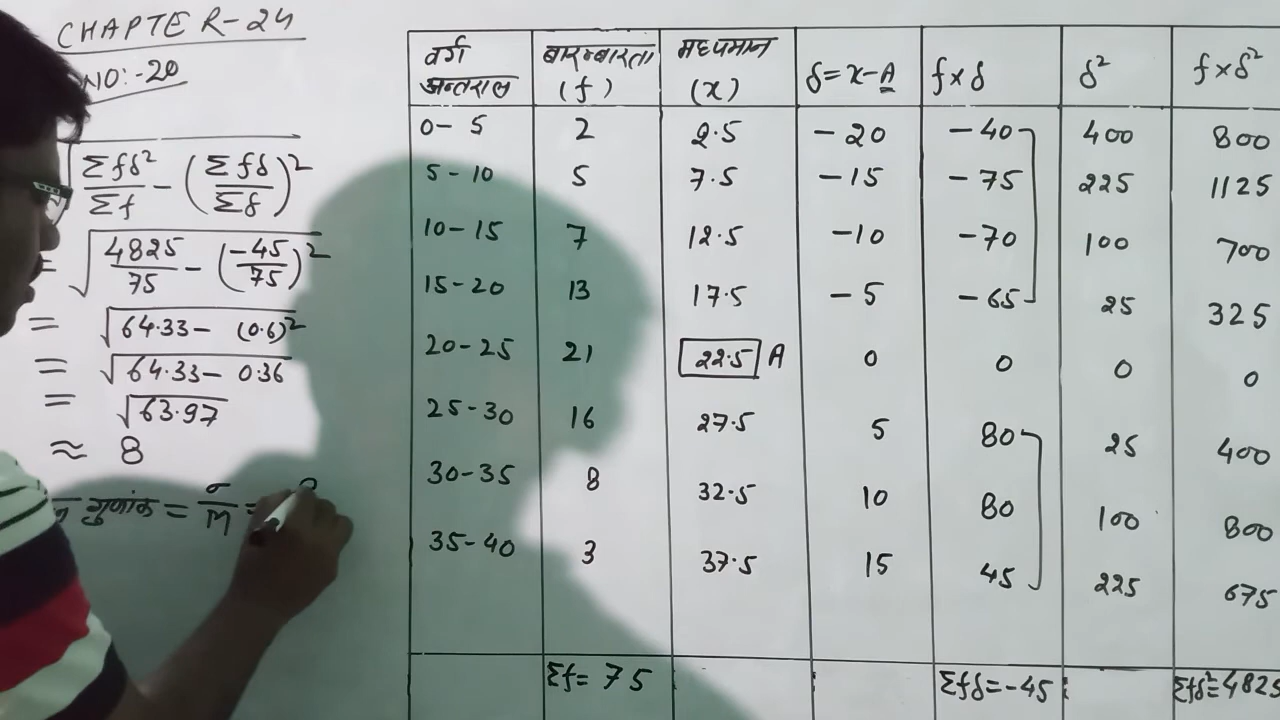 CHAPTER-24
NO:-20
√ Σfδ²/Σf - (Σfδ/Σf)²
= √ 4825/75 - (-45/75)²
= √64.33 - (0.6)²
= √64.33 - 0.36
= √63.97
≈ 8
गुणांक = σ/M =
वर्ग अन्तराल | बारम्बारता (f) | मध्यमान (x) | δ=x-A | f×δ | δ² | f×δ²
0-5 | 2 | 2.5 | -20 | -40 | 400 | 800
5-10 | 5 | 7.5 | -15 | -75 | 225 | 1125
10-15 | 7 | 12.5 | -10 | -70 | 100 | 700
15-20 | 13 | 17.5 | -5 | -65 | 25 | 325
20-25 | 21 | 22.5 A | 0 | 0 | 0 | 0
25-30 | 16 | 27.5 | 5 | 80 | 25 | 400
30-35 | 8 | 32.5 | 10 | 80 | 100 | 800
35-40 | 3 | 37.5 | 15 | 45 | 225 | 675
Σf= 75 | Σfδ=-45 | Σfδ²=4825